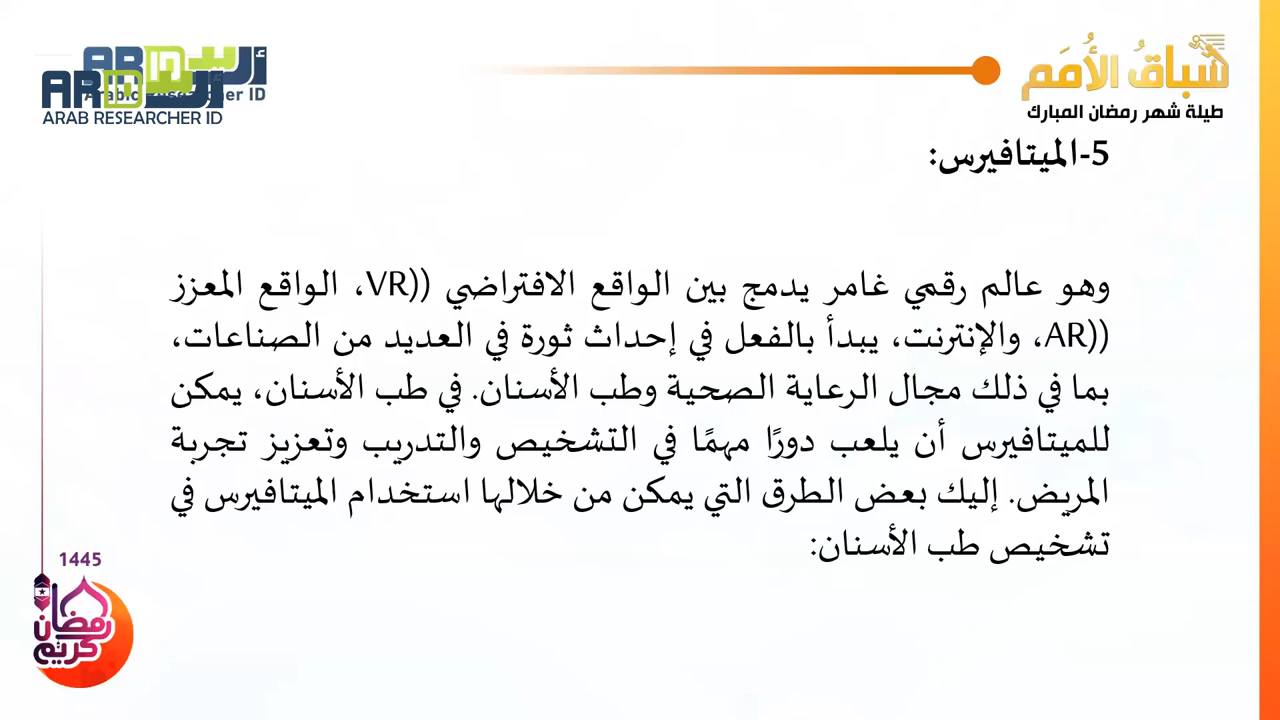 سباق الأُمَم
طيلة شهر رمضان المبارك
ARAB RESEARCHER ID
5-الميتافيرس:
وهو عالم رقمي غامر يدمج بين الواقع الافتراضي ((VR، الواقع المعزز
((AR، والإنترنت، يبدأ بالفعل في إحداث ثورة في العديد من الصناعات،
بما في ذلك مجال الرعاية الصحية وطب الأسنان. في طب الأسنان، يمكن
للميتافيرس أن يلعب دورًا مهمًا في التشخيص والتدريب وتعزيز تجربة
المريض. إليك بعض الطرق التي يمكن من خلالها استخدام الميتافيرس في
تشخيص طب الأسنان:
1445
رمضان
كريم